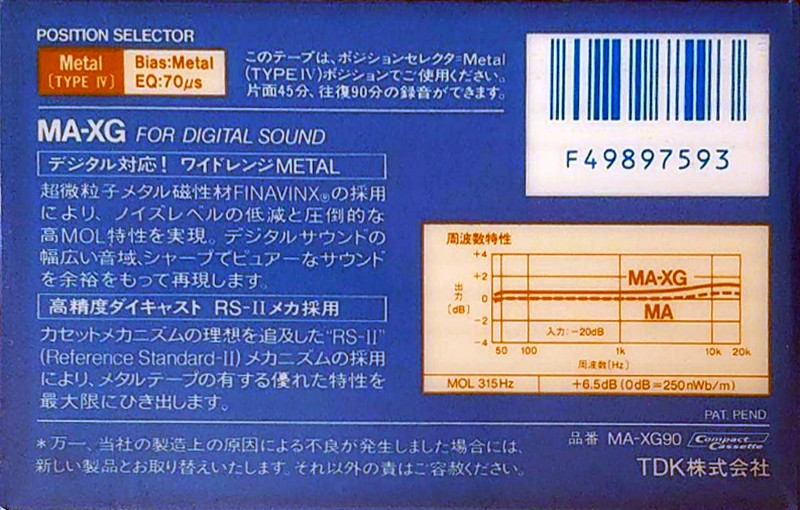 POSITION SELECTOR
Metal
(TYPE IV)
Bias:Metal
EQ:70μs
このテープは、ポジションセレクタ=Metal
(TYPE IV)ポジションでご使用ください。
片面45分、往復90分の録音ができます。
F49897593
MA-XG FOR DIGITAL SOUND
デジタル対応! ワイドレンジMETAL
超微粒子メタル磁性材FINAVINX®の採用
により、ノイズレベルの低減と圧倒的な
高MOL特性を実現。デジタルサウンドの
幅広い音域、シャープでピュアーなサウンド
を余裕をもって再現します。
高精度ダイキャスト RS-IIメカ採用
カセットメカニズムの理想を追及した“RS-II”
(Reference Standard-II)メカニズムの採用
により、メタルテープの有する優れた特性を
最大限にひき出します。
周波数特性
+4
+2
0
-2
-4
出力
[dB]
MA-XG
MA
入力:-20dB
50 100 1k 10k 20k
周波数[Hz]
MOL 315Hz +6.5dB(0dB=250nWb/m)
PAT. PEND.
*万一、当社の製造上の原因による不良が発生しました場合には、
新しい製品とお取り替えいたします。それ以外の責はご容赦ください。
品番 MA-XG90 Compact Cassette
TDK株式会社